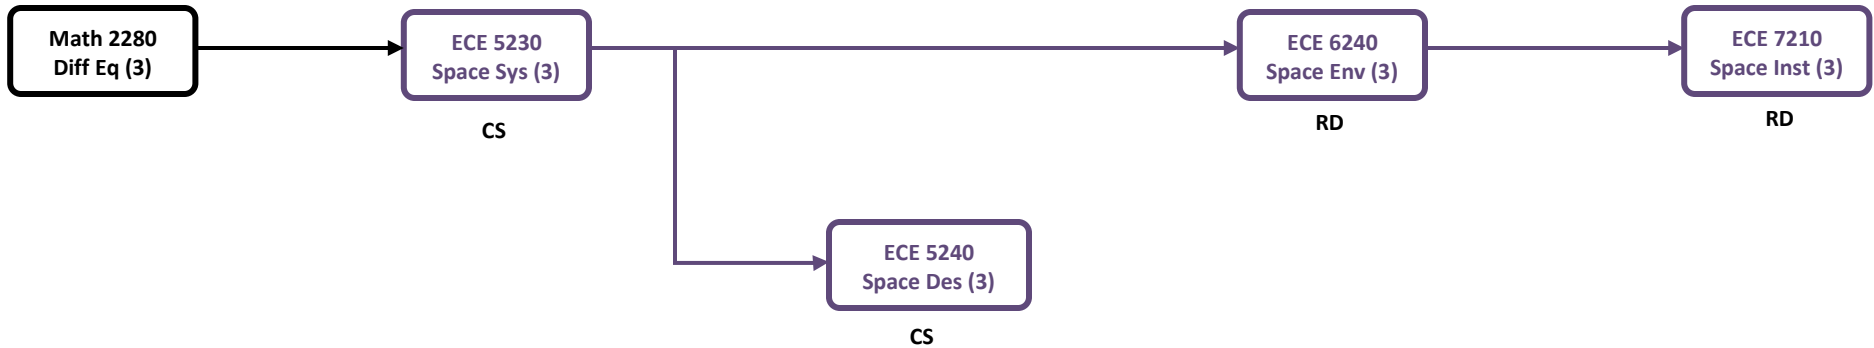 Math 2280
Diff Eq (3)
ECE 5230
Space Sys (3)
CS
ECE 6240
Space Env (3)
RD
ECE 7210
Space Inst (3)
RD
ECE 5240
Space Des (3)
CS